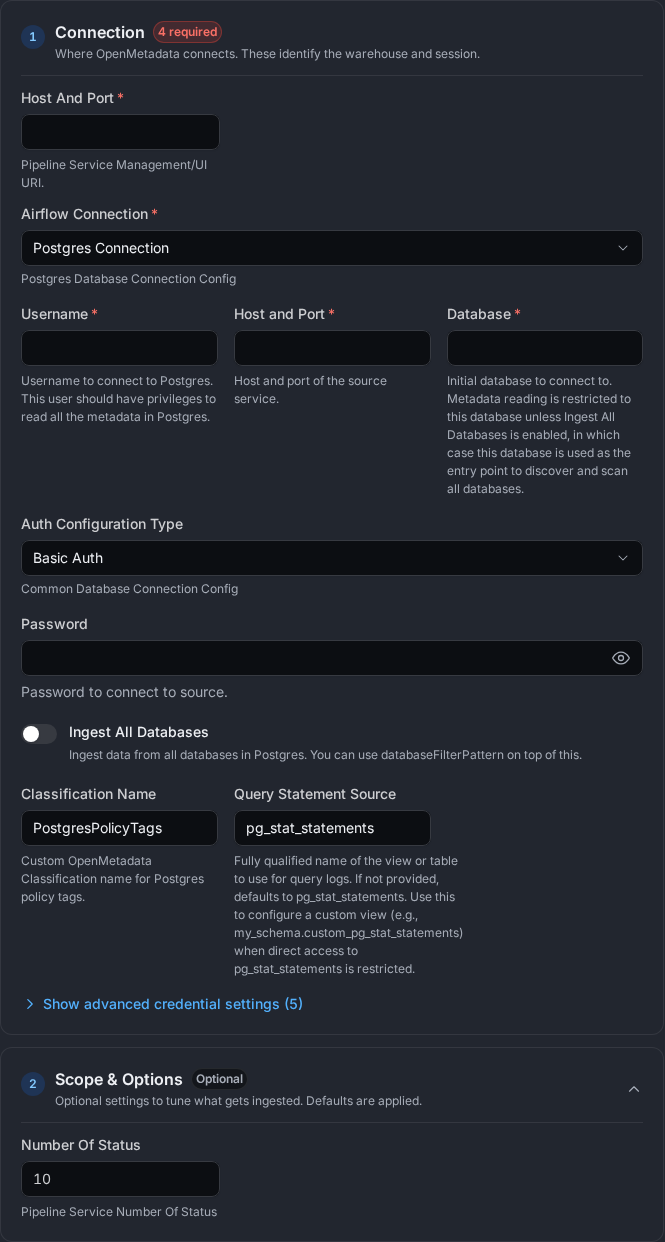 1
Connection
4 required
Where OpenMetadata connects. These identify the warehouse and session.
Host And Port *
Pipeline Service Management/UI
URI.
Airflow Connection *
Postgres Connection
Postgres Database Connection Config
Username *
Username to connect to Postgres.
This user should have privileges to
read all the metadata in Postgres.
Host and Port *
Host and port of the source
service.
Database *
Initial database to connect to.
Metadata reading is restricted to
this database unless Ingest All
Databases is enabled, in which
case this database is used as the
entry point to discover and scan
all databases.
Auth Configuration Type
Basic Auth
Common Database Connection Config
Password
Password to connect to source.
Ingest All Databases
Ingest data from all databases in Postgres. You can use databaseFilterPattern on top of this.
Classification Name
PostgresPolicyTags
Custom OpenMetadata
Classification name for Postgres
policy tags.
Query Statement Source
pg_stat_statements
Fully qualified name of the view or table
to use for query logs. If not provided,
defaults to pg_stat_statements. Use this
to configure a custom view (e.g.,
my_schema.custom_pg_stat_statements)
when direct access to
pg_stat_statements is restricted.
Show advanced credential settings (5)
2
Scope & Options
Optional
Optional settings to tune what gets ingested. Defaults are applied.
Number Of Status
10
Pipeline Service Number Of Status